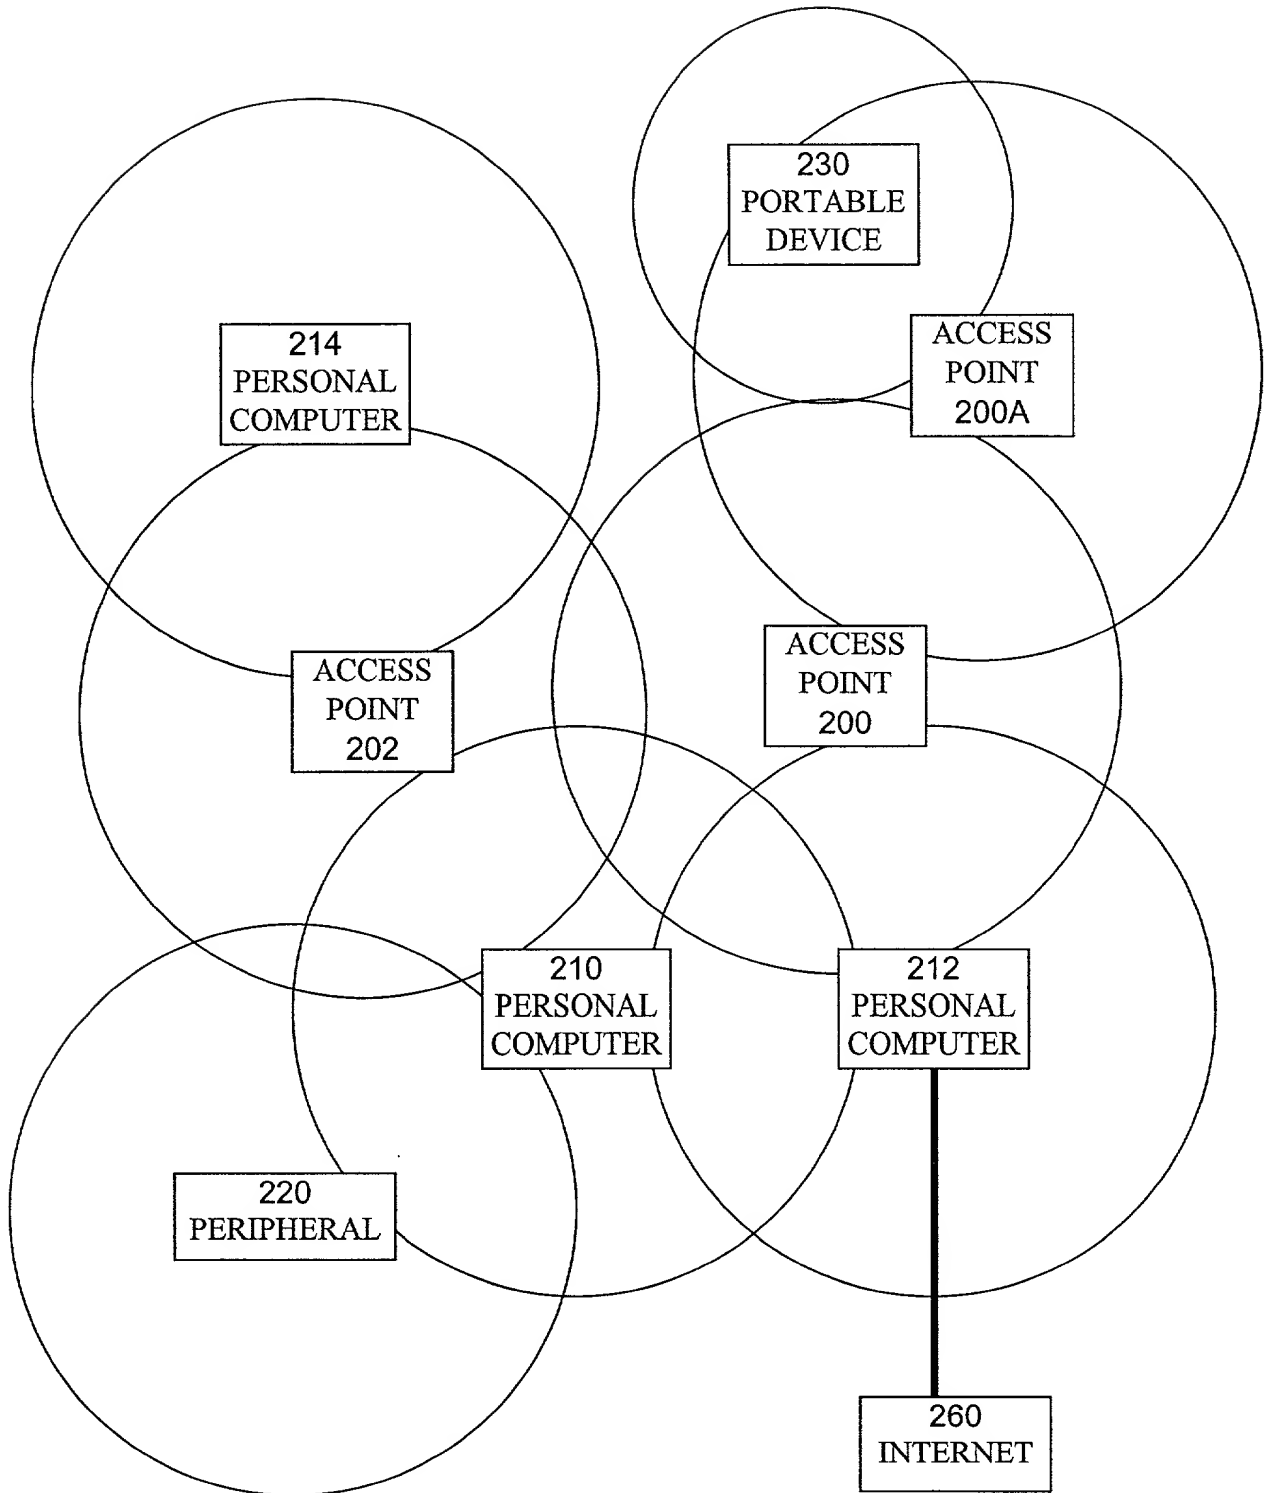 230
PORTABLE
DEVICE
214
PERSONAL
COMPUTER
ACCESS
POINT
200A
ACCESS
POINT
202
ACCESS
POINT
200
210
PERSONAL
COMPUTER
212
PERSONAL
COMPUTER
220
PERIPHERAL
260
INTERNET